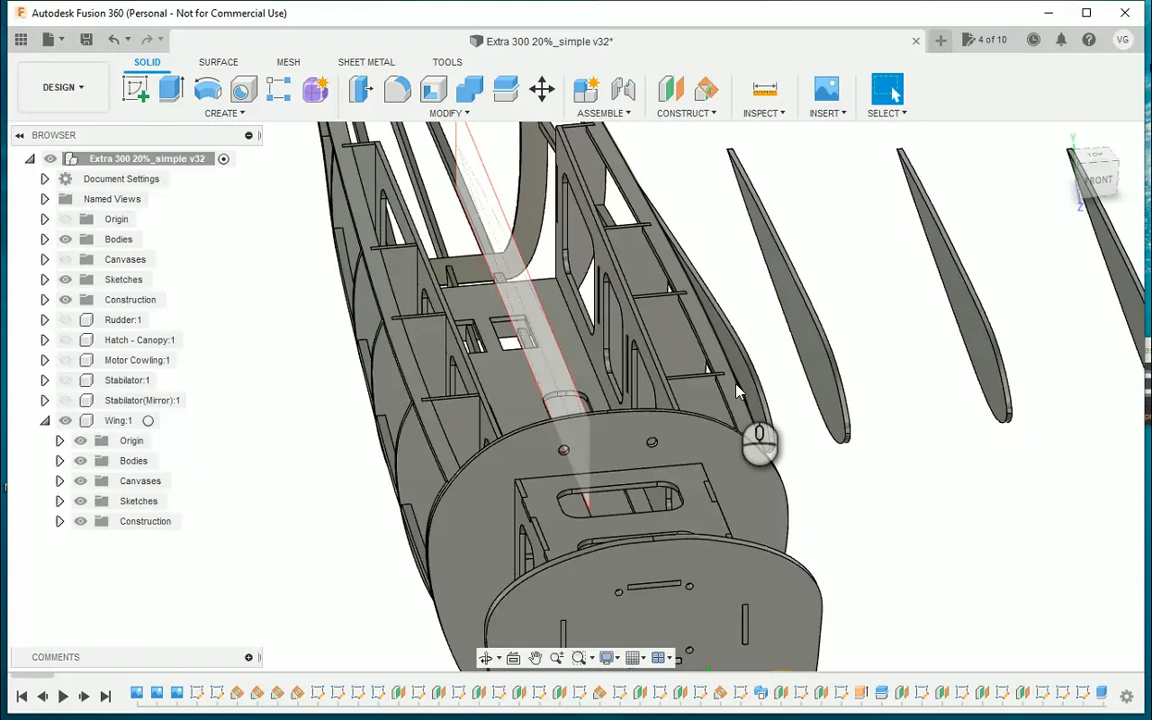 Autodesk Fusion 360 (Personal - Not for Commercial Use)
Extra 300 20%_simple v32*
4 of 10
VG
DESIGN
SOLID
SURFACE
MESH
SHEET METAL
TOOLS
CREATE
MODIFY
ASSEMBLE
CONSTRUCT
INSPECT
INSERT
SELECT
BROWSER
Extra 300 20%_simple v32
Document Settings
Named Views
Origin
Bodies
Canvases
Sketches
Construction
Rudder:1
Hatch - Canopy:1
Motor Cowling:1
Stabilator:1
Stabilator(Mirror):1
Wing:1
Origin
Bodies
Canvases
Sketches
Construction
Y
TOP
FRONT
Z
COMMENTS